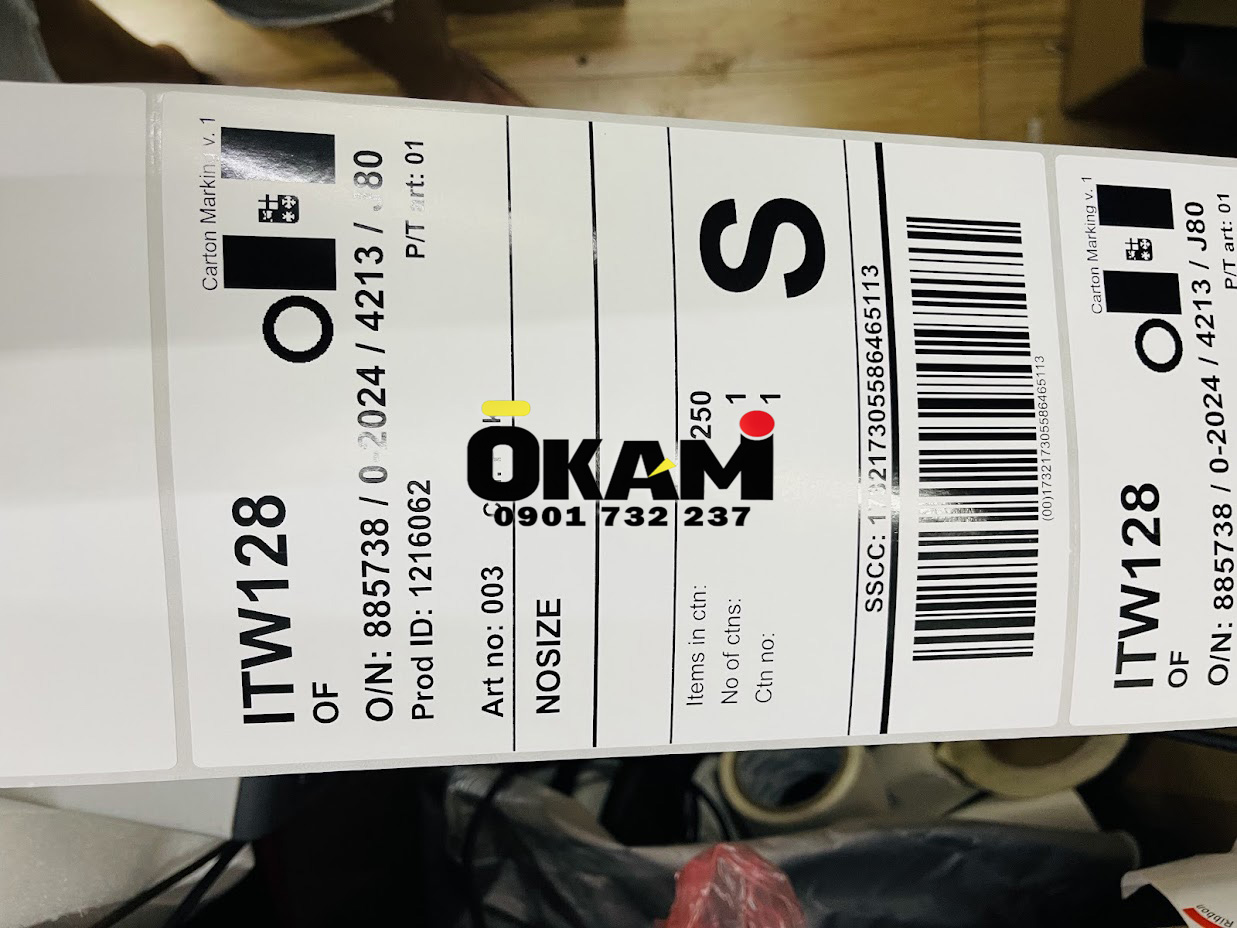 Carton Marking v. 1
O
ITW128
OF
O/N: 885738 / 0-2024 / 4213 / J80
Prod ID: 1216062
P/T art: 01
Art no: 003
NOSIZE
Items in ctn: 250
No of ctns: 1
Ctn no: 1
S
SSCC: 173217305586465113
(00)173217305586465113
OKAM
0901 732 237
Carton Marking v. 1
O
ITW128
OF
O/N: 885738 / 0-2024 / 4213 / J80
P/T art: 01
Ribbon